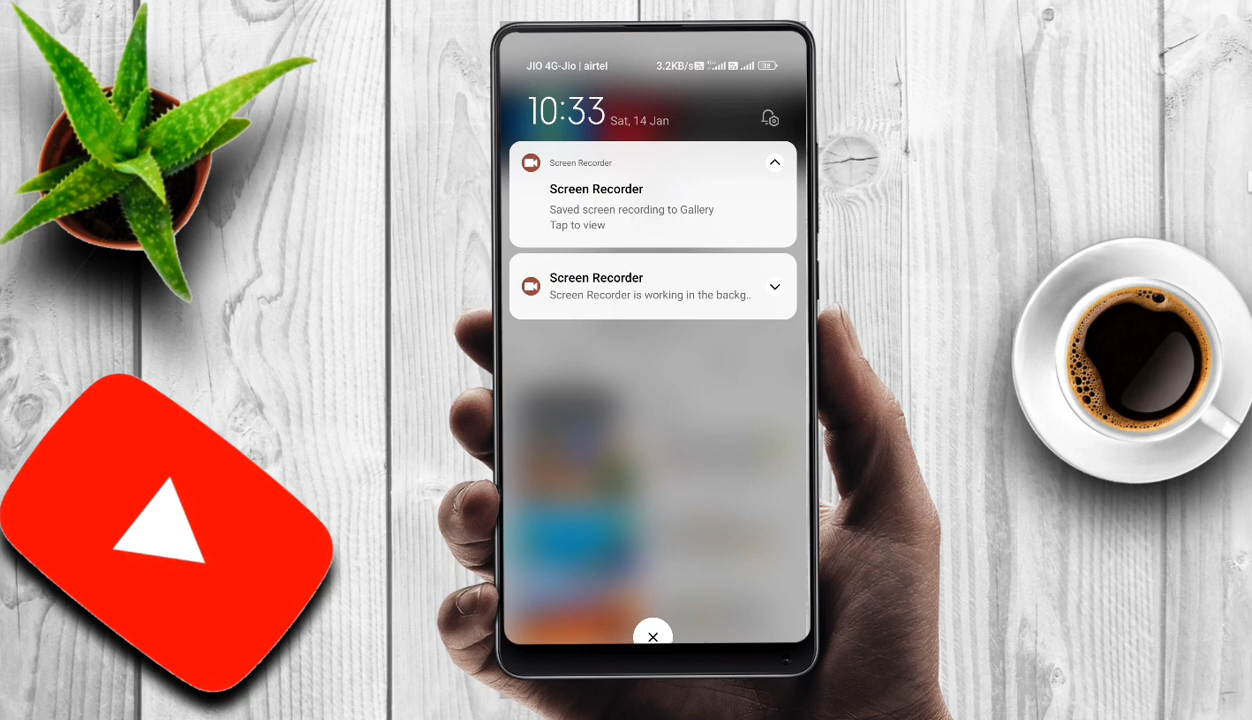 JIO 4G-Jio | airtel
3.2KB/s
10:33 Sat, 14 Jan
Screen Recorder
Screen Recorder
Saved screen recording to Gallery
Tap to view
Screen Recorder
Screen Recorder is working in the backg..